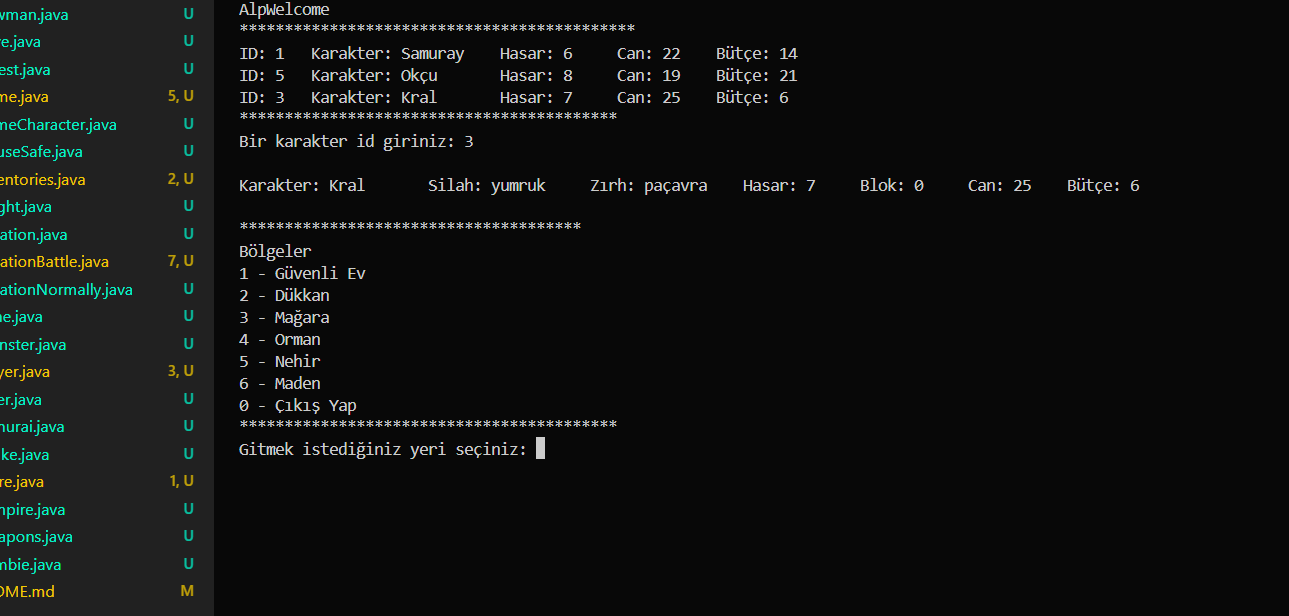 wman.java U
e.java U
est.java U
me.java 5, U
meCharacter.java U
useSafe.java U
entories.java 2, U
ght.java U
ation.java U
ationBattle.java 7, U
ationNormally.java U
ne.java U
nster.java U
yer.java 3, U
er.java U
murai.java U
ke.java U
re.java 1, U
mpire.java U
apons.java U
mbie.java U
OME.md M
AlpWelcome
********************************************
ID: 1 Karakter: Samuray Hasar: 6 Can: 22 Bütçe: 14
ID: 5 Karakter: Okçu Hasar: 8 Can: 19 Bütçe: 21
ID: 3 Karakter: Kral Hasar: 7 Can: 25 Bütçe: 6
******************************************
Bir karakter id giriniz: 3
Karakter: Kral Silah: yumruk Zırh: paçavra Hasar: 7 Blok: 0 Can: 25 Bütçe: 6
**************************************
Bölgeler
1 - Güvenli Ev
2 - Dükkan
3 - Mağara
4 - Orman
5 - Nehir
6 - Maden
0 - Çıkış Yap
******************************************
Gitmek istediğiniz yeri seçiniz: